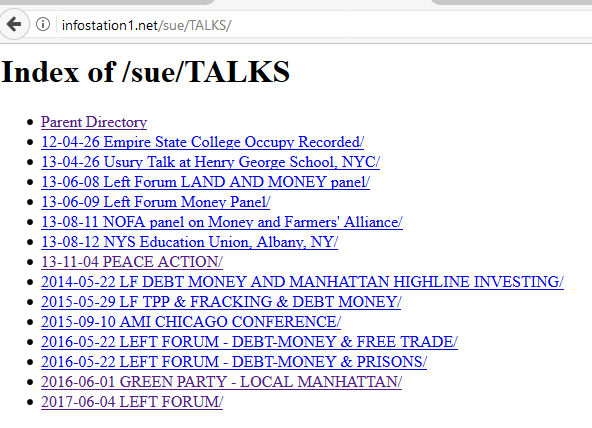 infostation1.net/sue/TALKS/
Index of /sue/TALKS
Parent Directory
12-04-26 Empire State College Occupy Recorded/
13-04-26 Usury Talk at Henry George School, NYC/
13-06-08 Left Forum LAND AND MONEY panel/
13-06-09 Left Forum Money Panel/
13-08-11 NOFA panel on Money and Farmers' Alliance/
13-08-12 NYS Education Union, Albany, NY/
13-11-04 PEACE ACTION/
2014-05-22 LF DEBT MONEY AND MANHATTAN HIGHLINE INVESTING/
2015-05-29 LF TPP & FRACKING & DEBT MONEY/
2015-09-10 AMI CHICAGO CONFERENCE/
2016-05-22 LEFT FORUM - DEBT-MONEY & FREE TRADE/
2016-05-22 LEFT FORUM - DEBT-MONEY & PRISONS/
2016-06-01 GREEN PARTY - LOCAL MANHATTAN/
2017-06-04 LEFT FORUM/